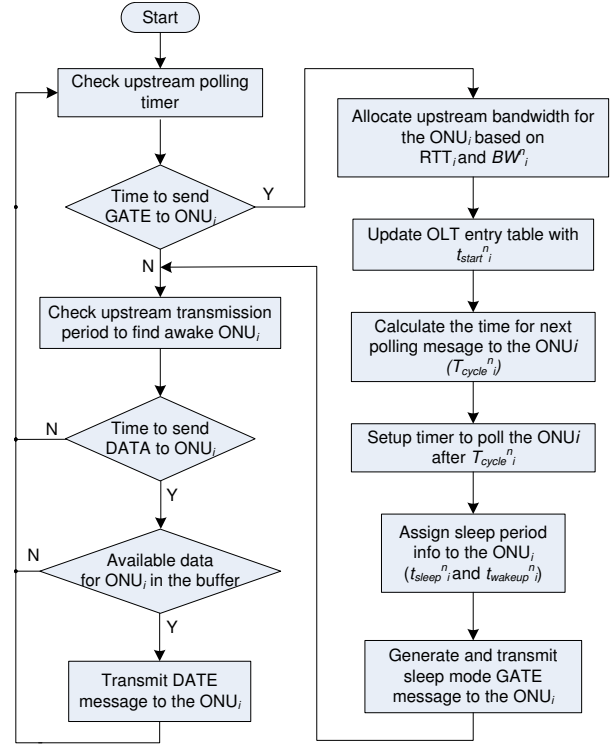 Start
Check upstream polling
timer
Time to send
GATE to ONUi
Y
N
Check upstream transmission
period to find awake ONUi
Time to send
DATA to ONUi
N
Y
Available data
for ONUi in the buffer
N
Y
Transmit DATE
message to the ONUi
Allocate upstream bandwidth for
the ONUi based on
RTTi and BWni
Update OLT entry table with
tstartni
Calculate the time for next
polling message to the ONUi
(Tcycleni)
Setup timer to poll the ONUi
after Tcycleni
Assign sleep period
info to the ONUi
(tsleepni and twakeupni)
Generate and transmit
sleep mode GATE
message to the ONUi